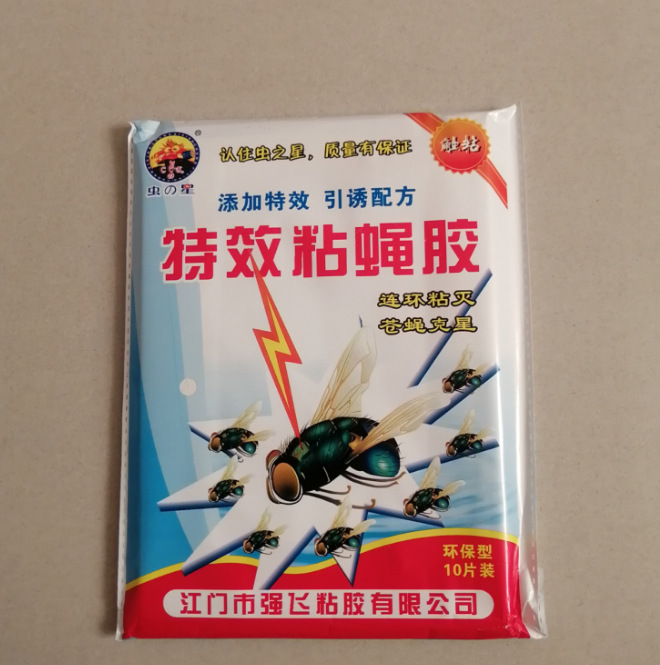 认住虫之星，质量有保证
触粘
虫の星
®
添加特效 引诱配方
特效粘蝇胶
连环粘灭
苍蝇克星
环保型
10片装
江门市强飞粘胶有限公司